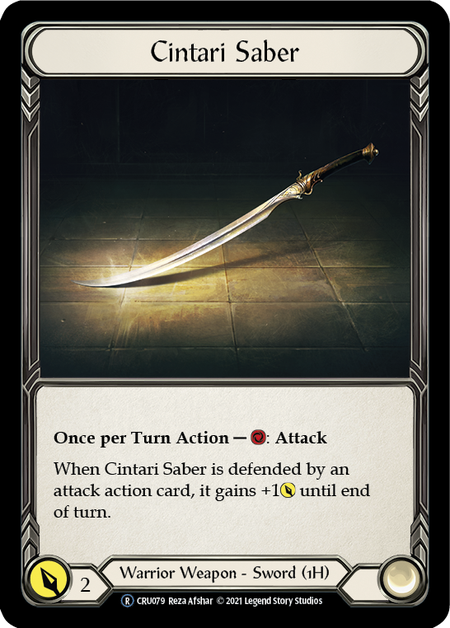 Cintari Saber
Once per Turn Action — : Attack
When Cintari Saber is defended by an
attack action card, it gains +1 until end
of turn.
2
Warrior Weapon - Sword (1H)
R CRU079 Reza Afshar © 2021 Legend Story Studios